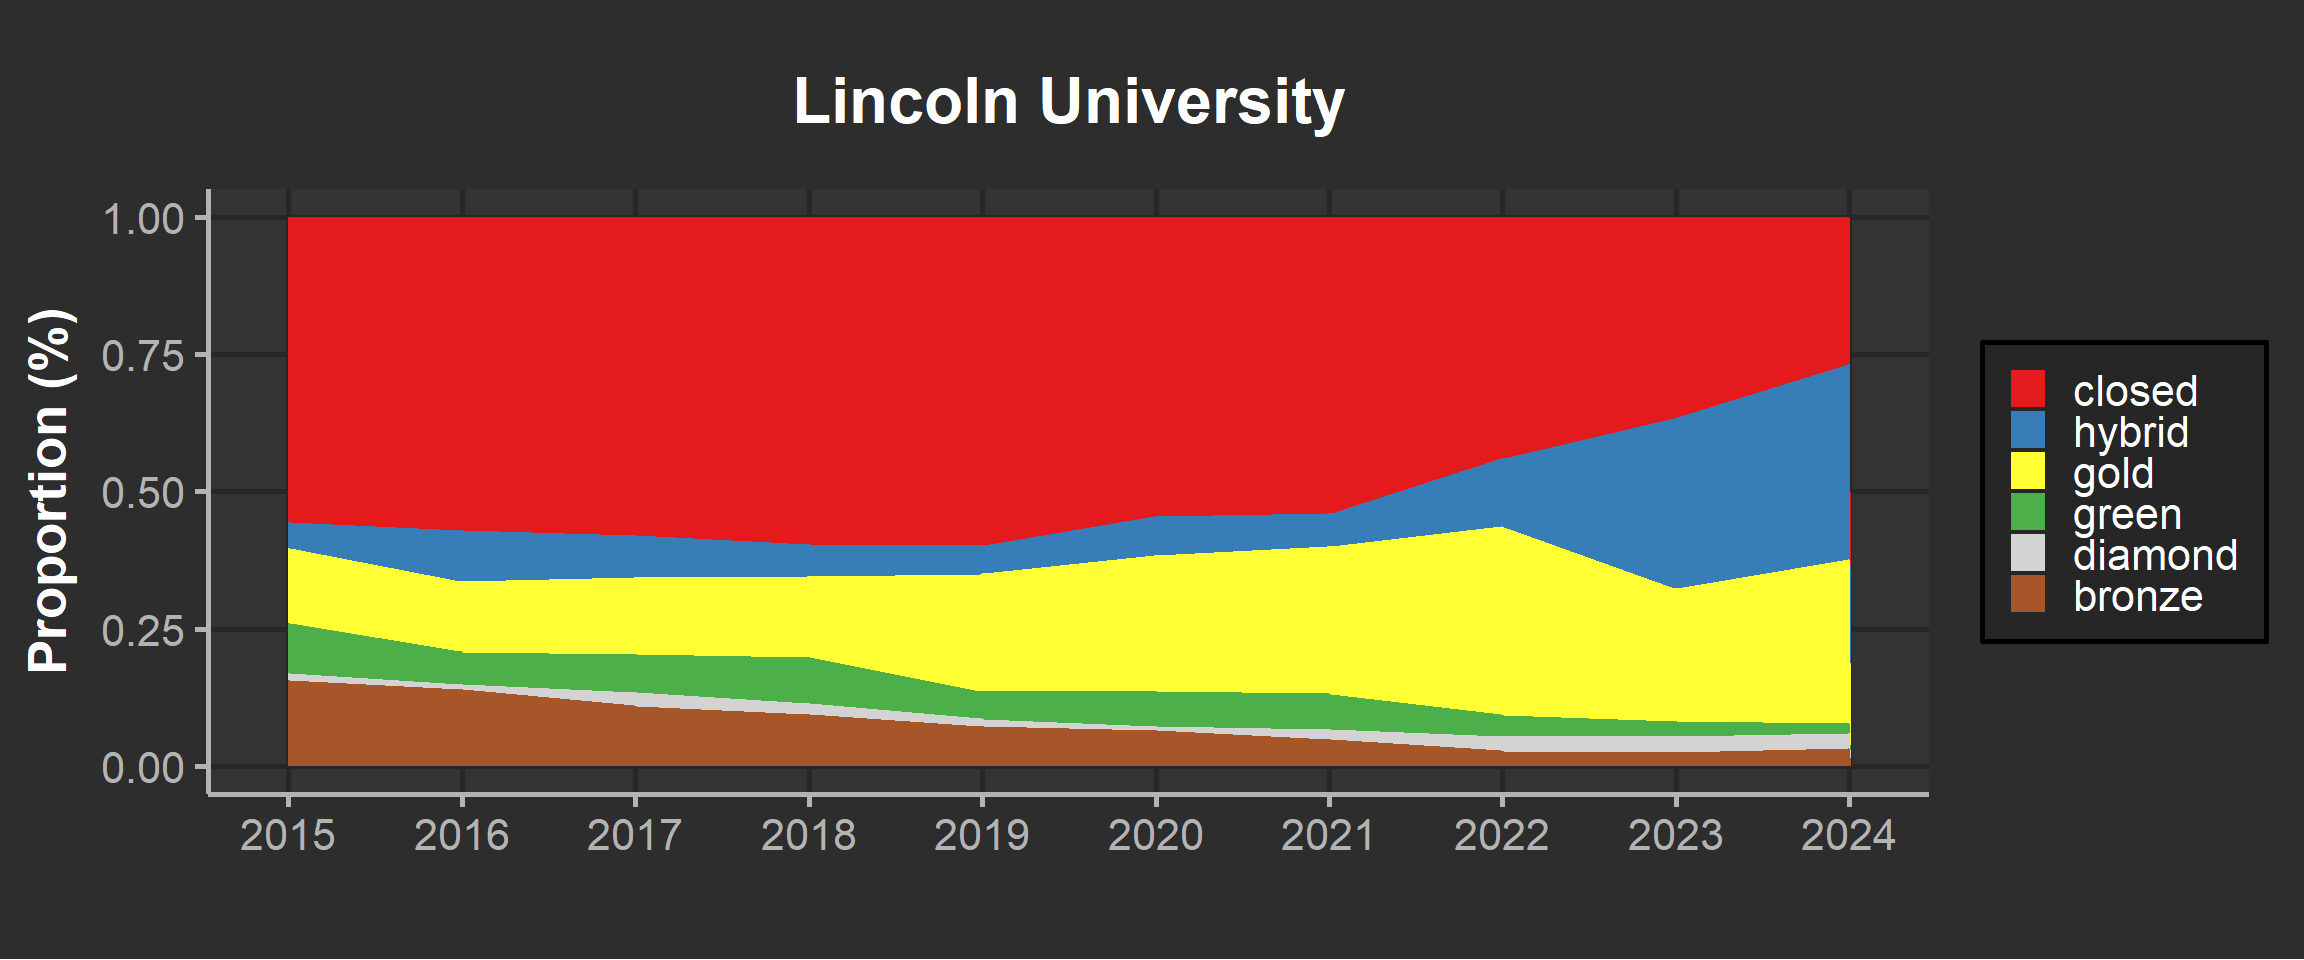 Lincoln University
Proportion (%)
1.00
0.75
0.50
0.25
0.00
2015 2016 2017 2018 2019 2020 2021 2022 2023 2024
closed
hybrid
gold
green
diamond
bronze